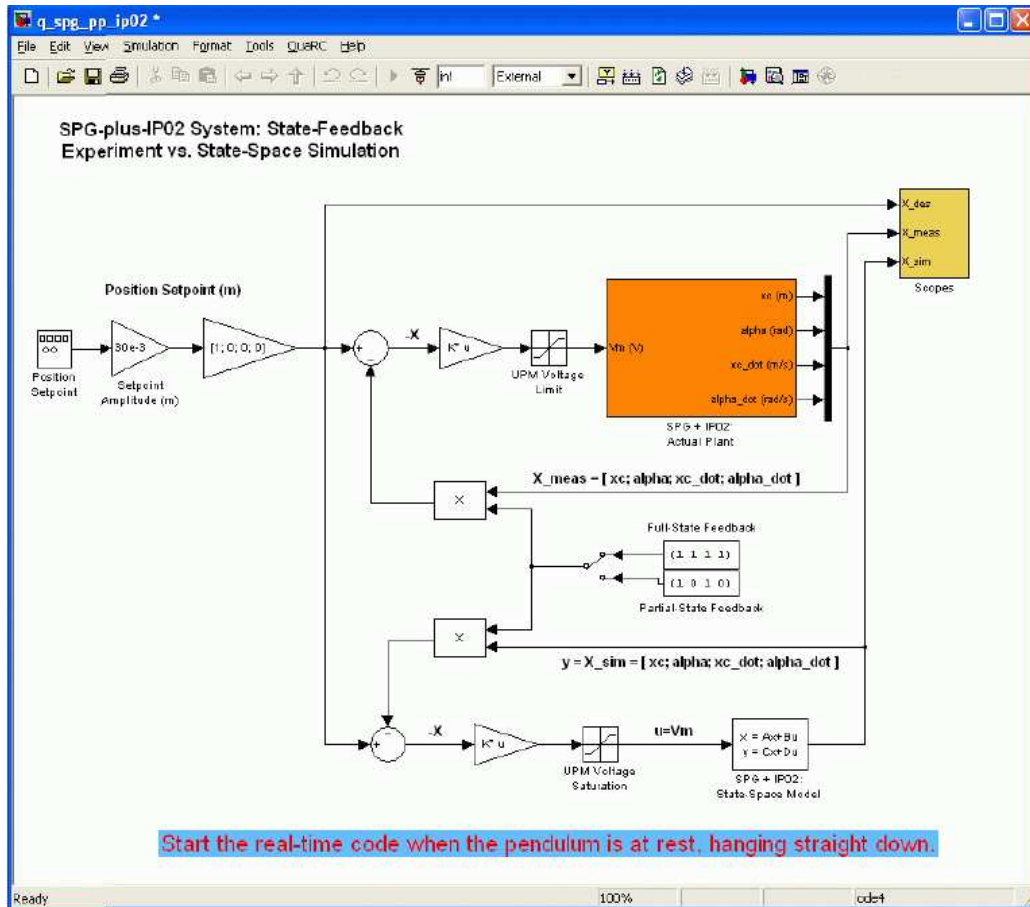 q_spg_pp_ip02 *
File Edit View Simulation Format Tools QuaRC Help
inf
External
SPG-plus-IP02 System: State-Feedback
Experiment vs. State-Space Simulation
X_des
X_meas
X_sim
Scopes
Position Setpoint (m)
Position
Setpoint
30e-3
Setpoint
Amplitude (m)
[1; 0; 0; 0]
-X
K* u
UPM Voltage
Limit
Vm (V)
xc (m)
alpha (rad)
xc_dot (m/s)
alpha_dot (rad/s)
SPG + IP02:
Actual Plant
X_meas = [ xc; alpha; xc_dot; alpha_dot ]
X
Full-State Feedback
(1 1 1 1)
(1 0 1 0)
Partial-State Feedback
X
y = X_sim = [ xc; alpha; xc_dot; alpha_dot ]
-X
K* u
UPM Voltage
Saturation
u=Vm
x = Ax+Bu
y = Cx+Du
SPG + IP02:
State-Space Model
Start the real-time code when the pendulum is at rest, hanging straight down.
Ready
100%
ode4